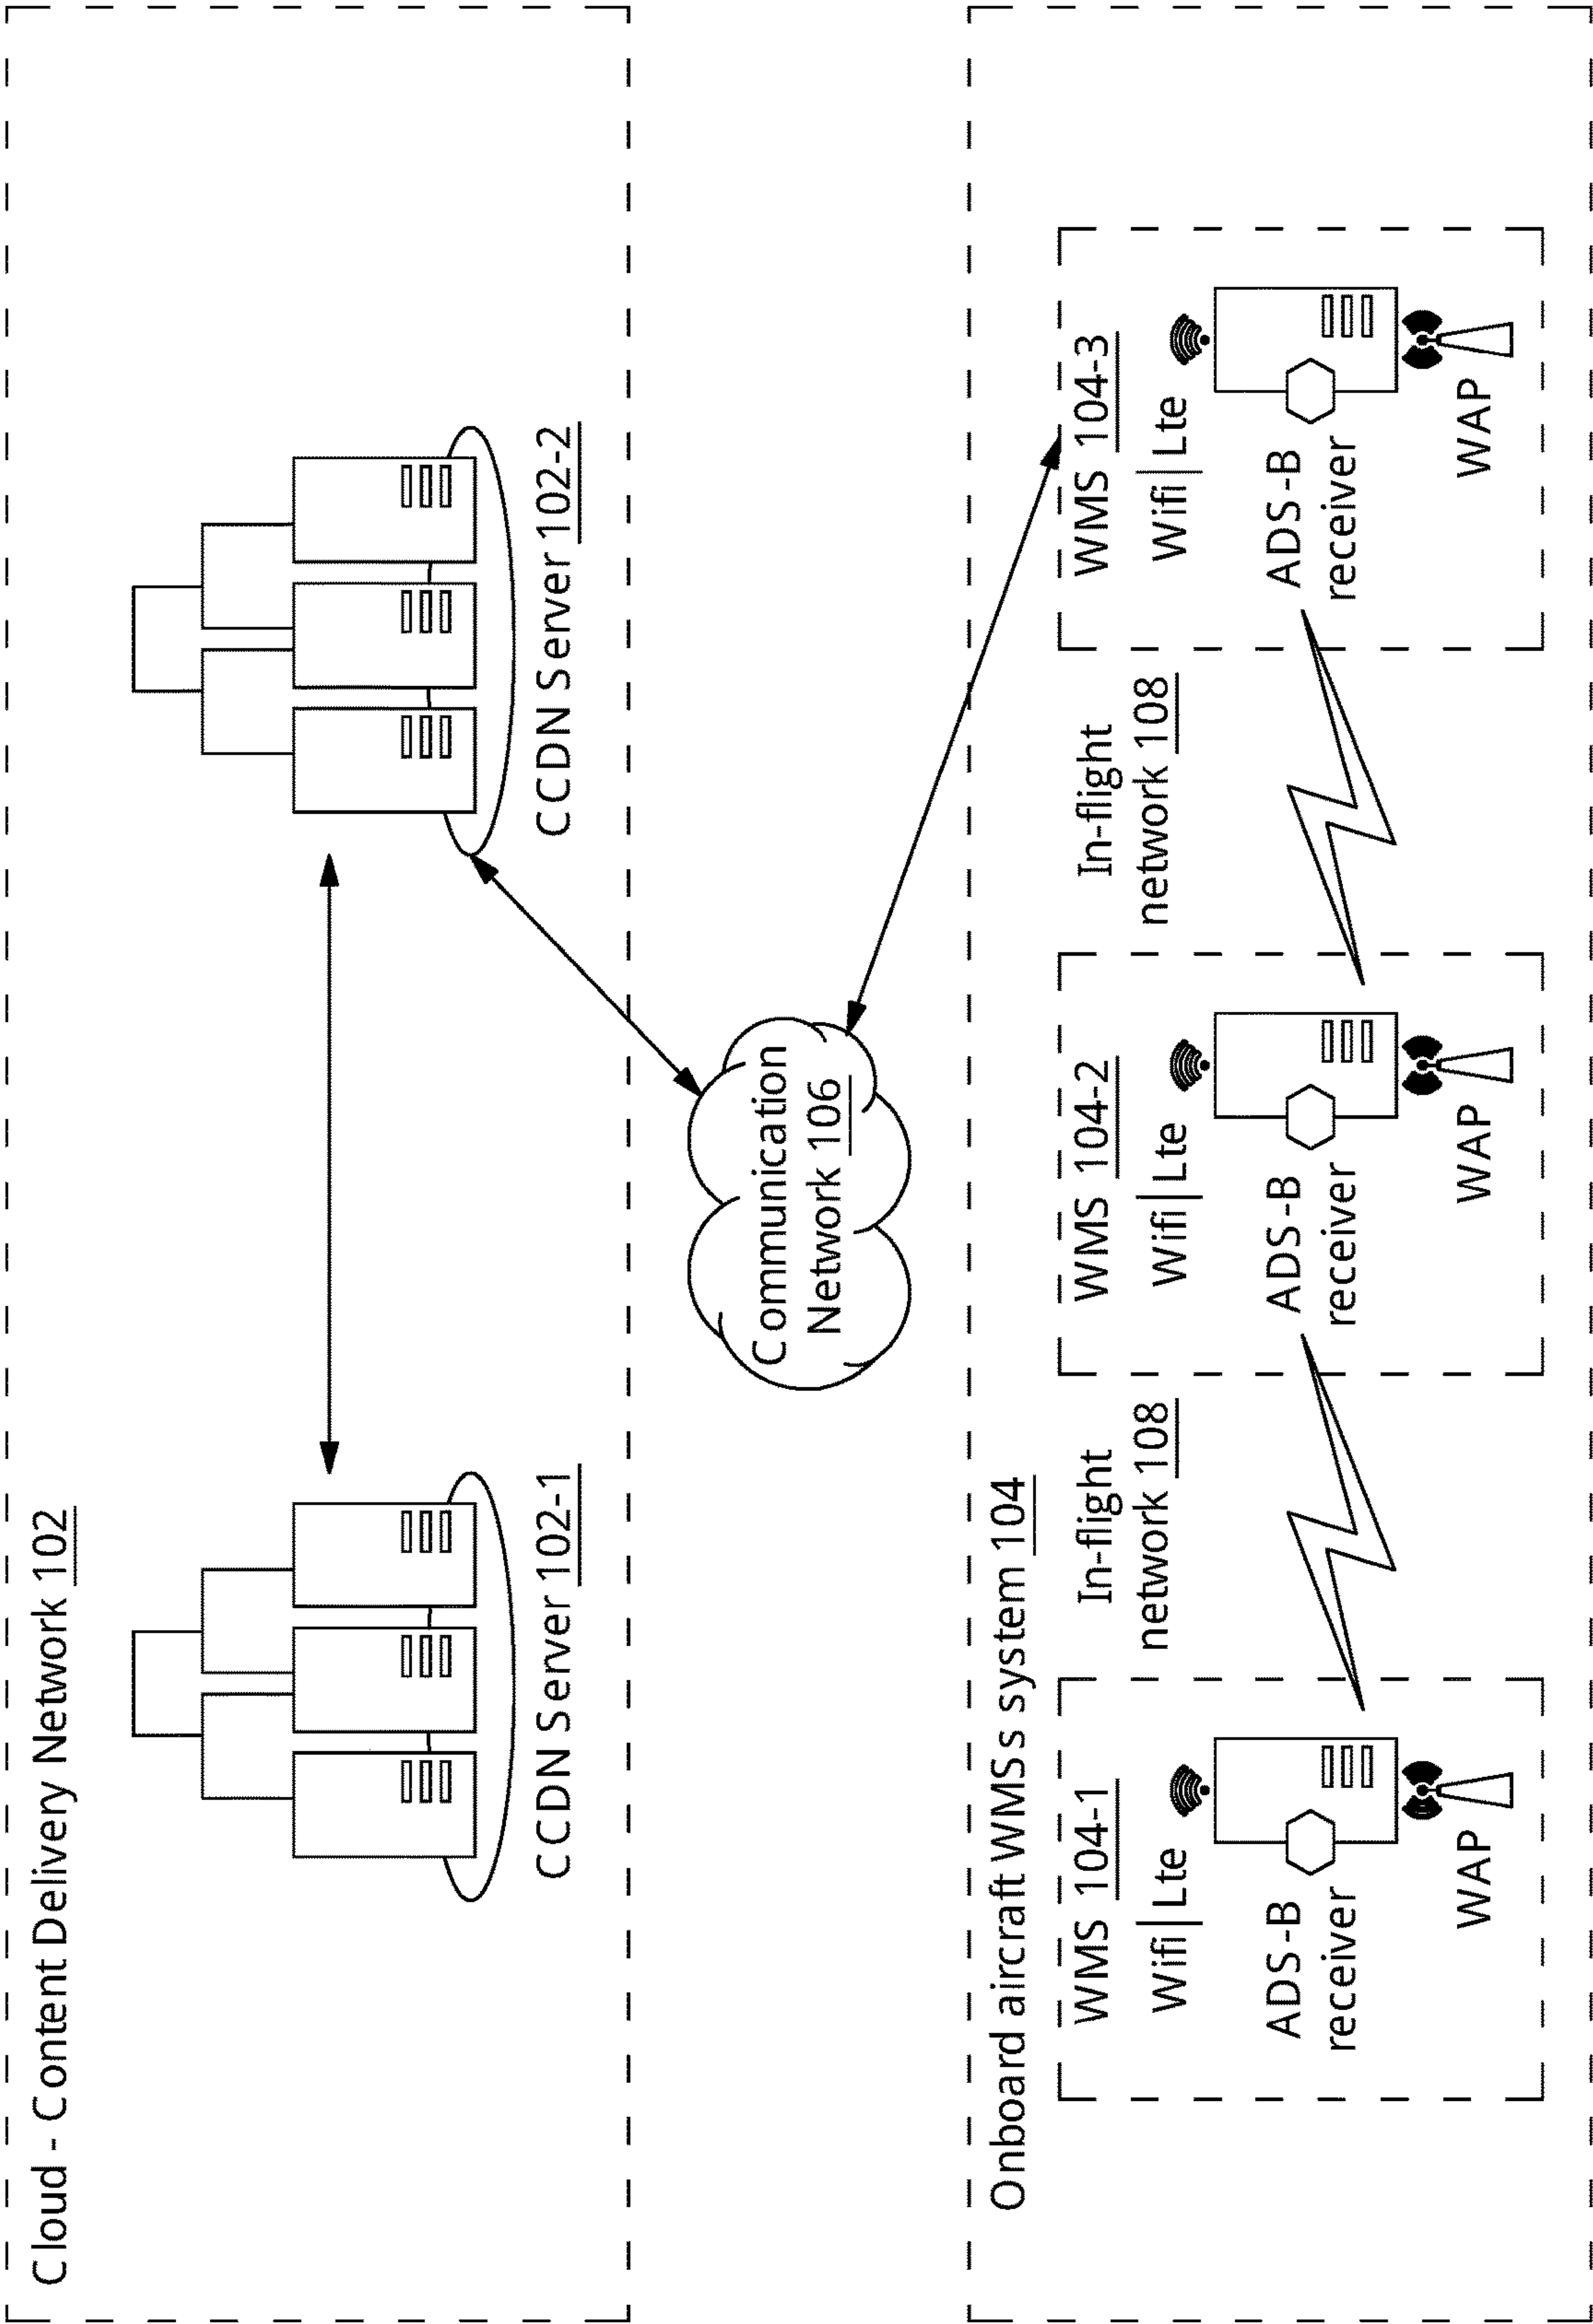 Cloud - Content Delivery Network 102
CCDN Server 102-1
CCDN Server 102-2
Communication
Network 106
Onboard aircraft WMSs system 104
WMS 104-1
Wifi|Lte
ADS-B
receiver
WAP
In-flight
network 108
WMS 104-2
Wifi|Lte
ADS-B
receiver
WAP
In-flight
network 108
WMS 104-3
Wifi|Lte
ADS-B
receiver
WAP